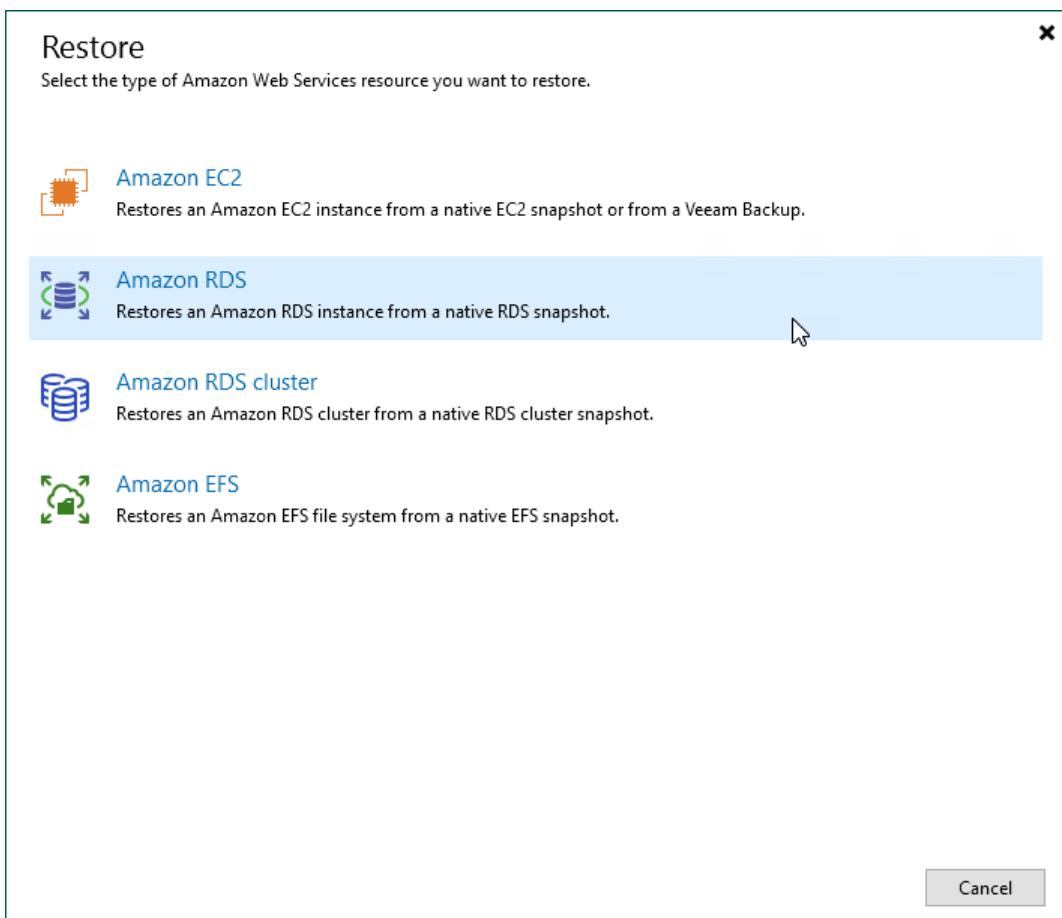 Restore
Select the type of Amazon Web Services resource you want to restore.
Amazon EC2
Restores an Amazon EC2 instance from a native EC2 snapshot or from a Veeam Backup.
Amazon RDS
Restores an Amazon RDS instance from a native RDS snapshot.
Amazon RDS cluster
Restores an Amazon RDS cluster from a native RDS cluster snapshot.
Amazon EFS
Restores an Amazon EFS file system from a native EFS snapshot.
Cancel